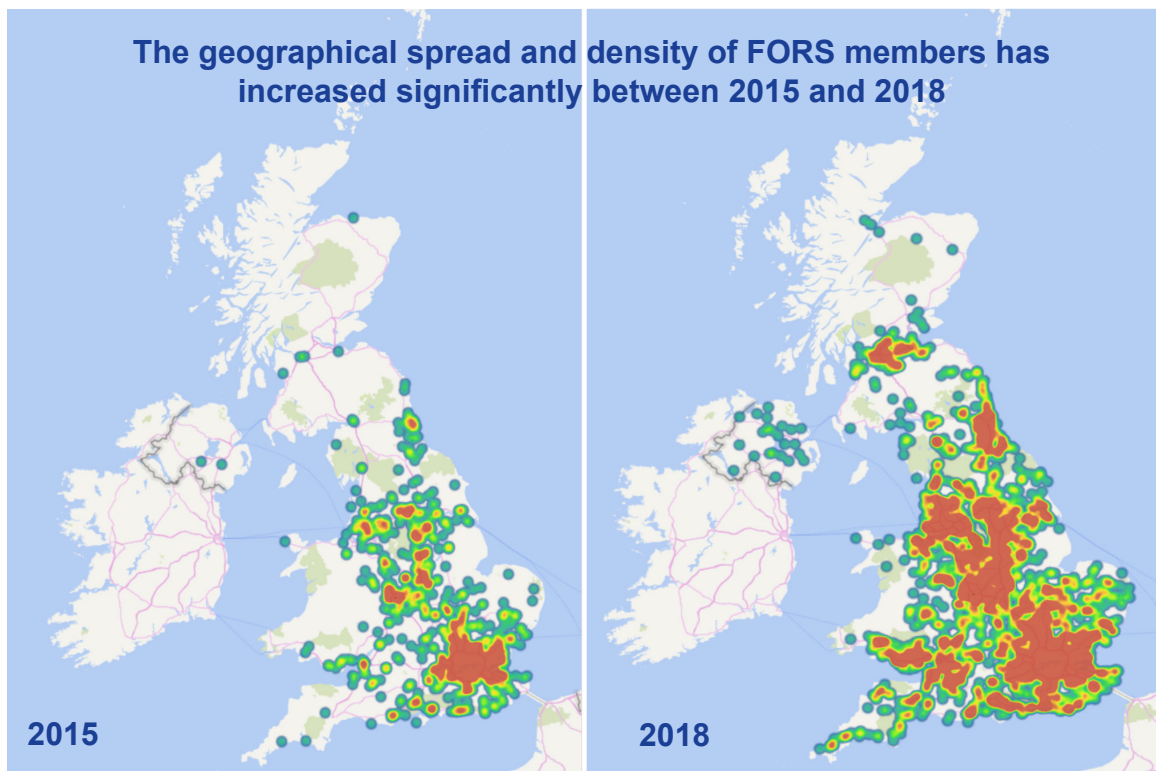 The geographical spread and density of FORS members has
increased significantly between 2015 and 2018
2015
2018